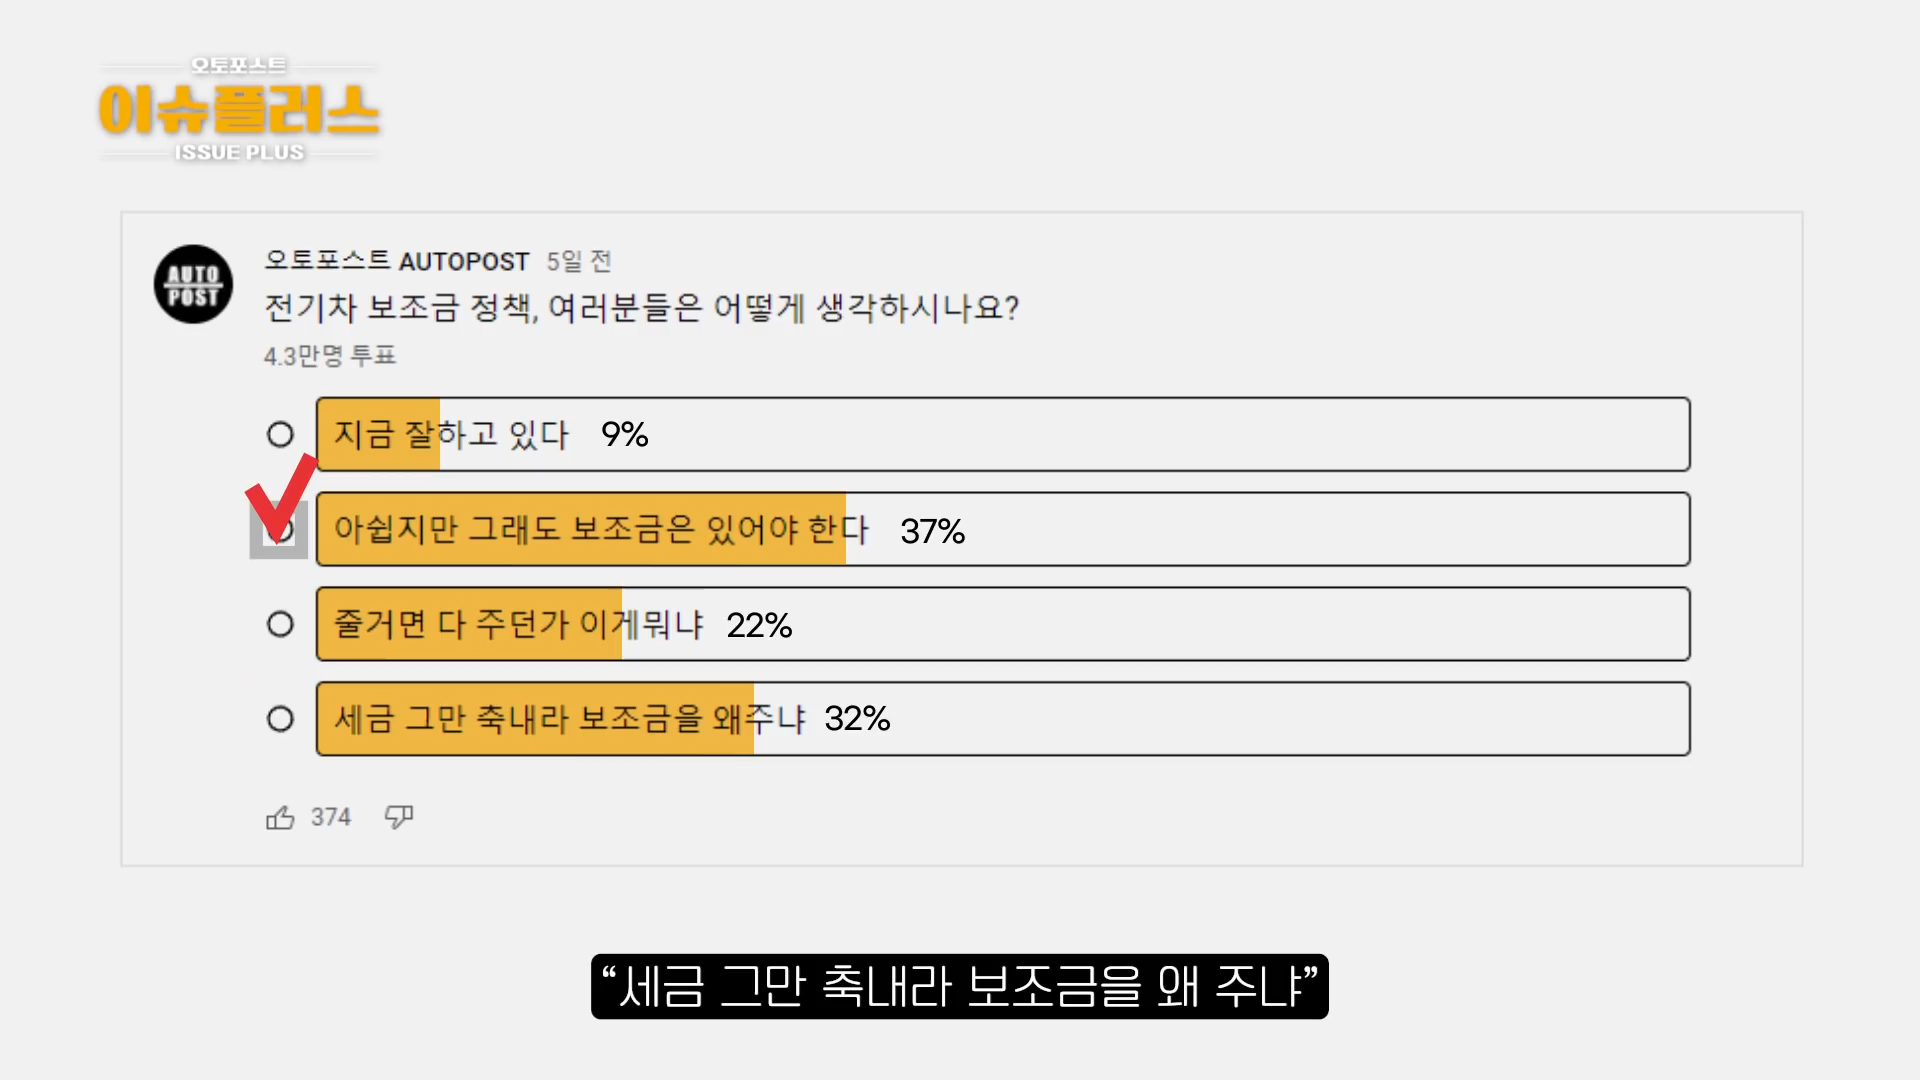 오토포스트
이슈플러스
ISSUE PLUS
AUTO
POST
오토포스트 AUTOPOST 5일 전
전기차 보조금 정책, 여러분들은 어떻게 생각하시나요?
4.3만명 투표
지금 잘하고 있다 9%
아쉽지만 그래도 보조금은 있어야 한다 37%
줄거면 다 주던가 이게뭐냐 22%
세금 그만 축내라 보조금을 왜주냐 32%
374
“세금 그만 축내라 보조금을 왜 주냐”